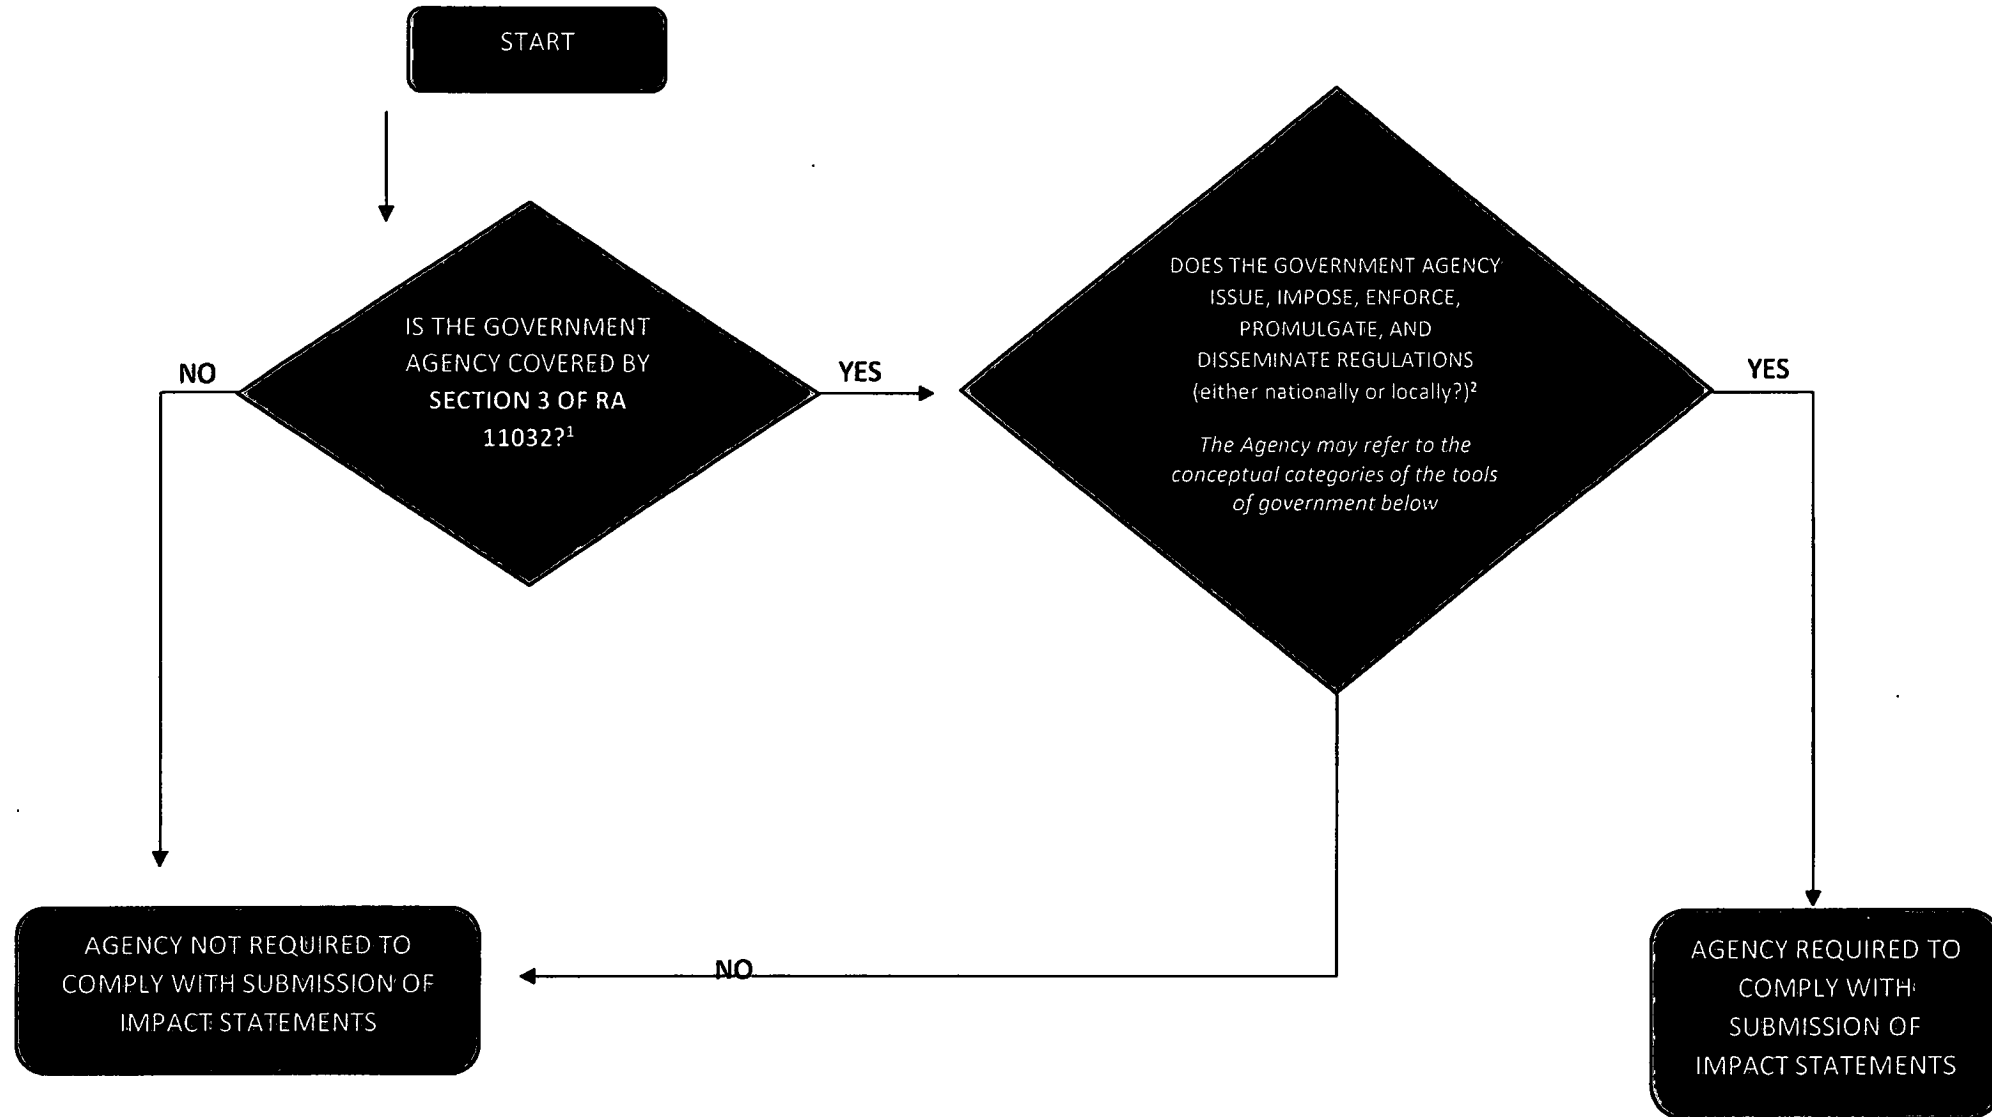 START
IS THE GOVERNMENT
AGENCY COVERED BY
SECTION 3 OF RA
11032?¹
NO
YES
DOES THE GOVERNMENT AGENCY
ISSUE, IMPOSE, ENFORCE,
PROMULGATE, AND
DISSEMINATE REGULATIONS
(either nationally or locally?)²
The Agency may refer to the
conceptual categories of the tools
of government below
YES
NO
AGENCY NOT REQUIRED TO
COMPLY WITH SUBMISSION OF
IMPACT STATEMENTS
AGENCY REQUIRED TO
COMPLY WITH
SUBMISSION OF
IMPACT STATEMENTS